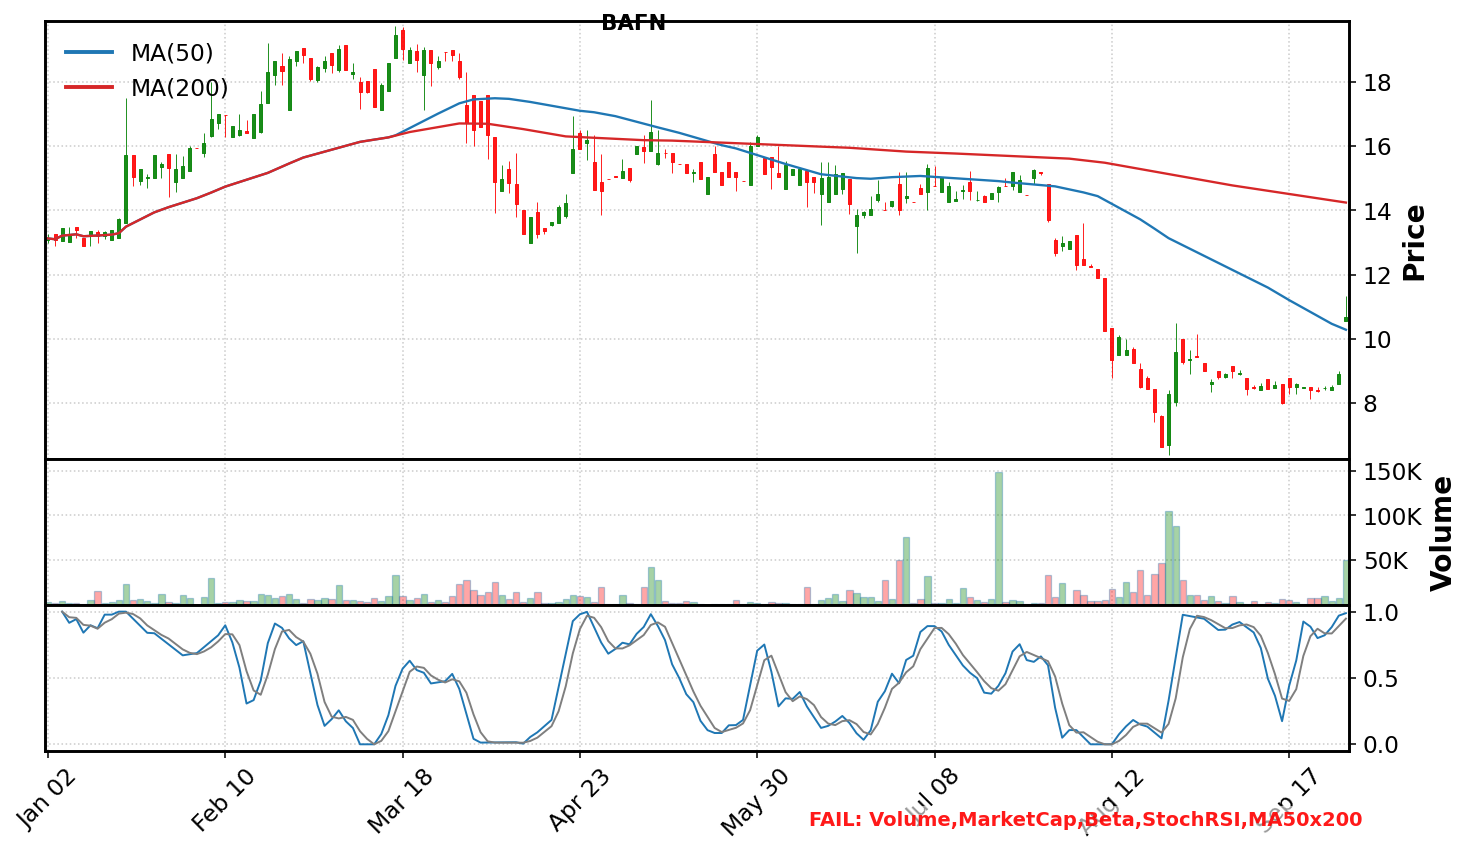 BAFN
MA(50)
MA(200)
18
16
14
12
10
8
Price
150K
100K
50K
Volume
1.0
0.5
0.0
Jan 02
Feb 10
Mar 18
Apr 23
May 30
Jul 08
Aug 12
Sep 17
FAIL: Volume,MarketCap,Beta,StochRSI,MA50x200